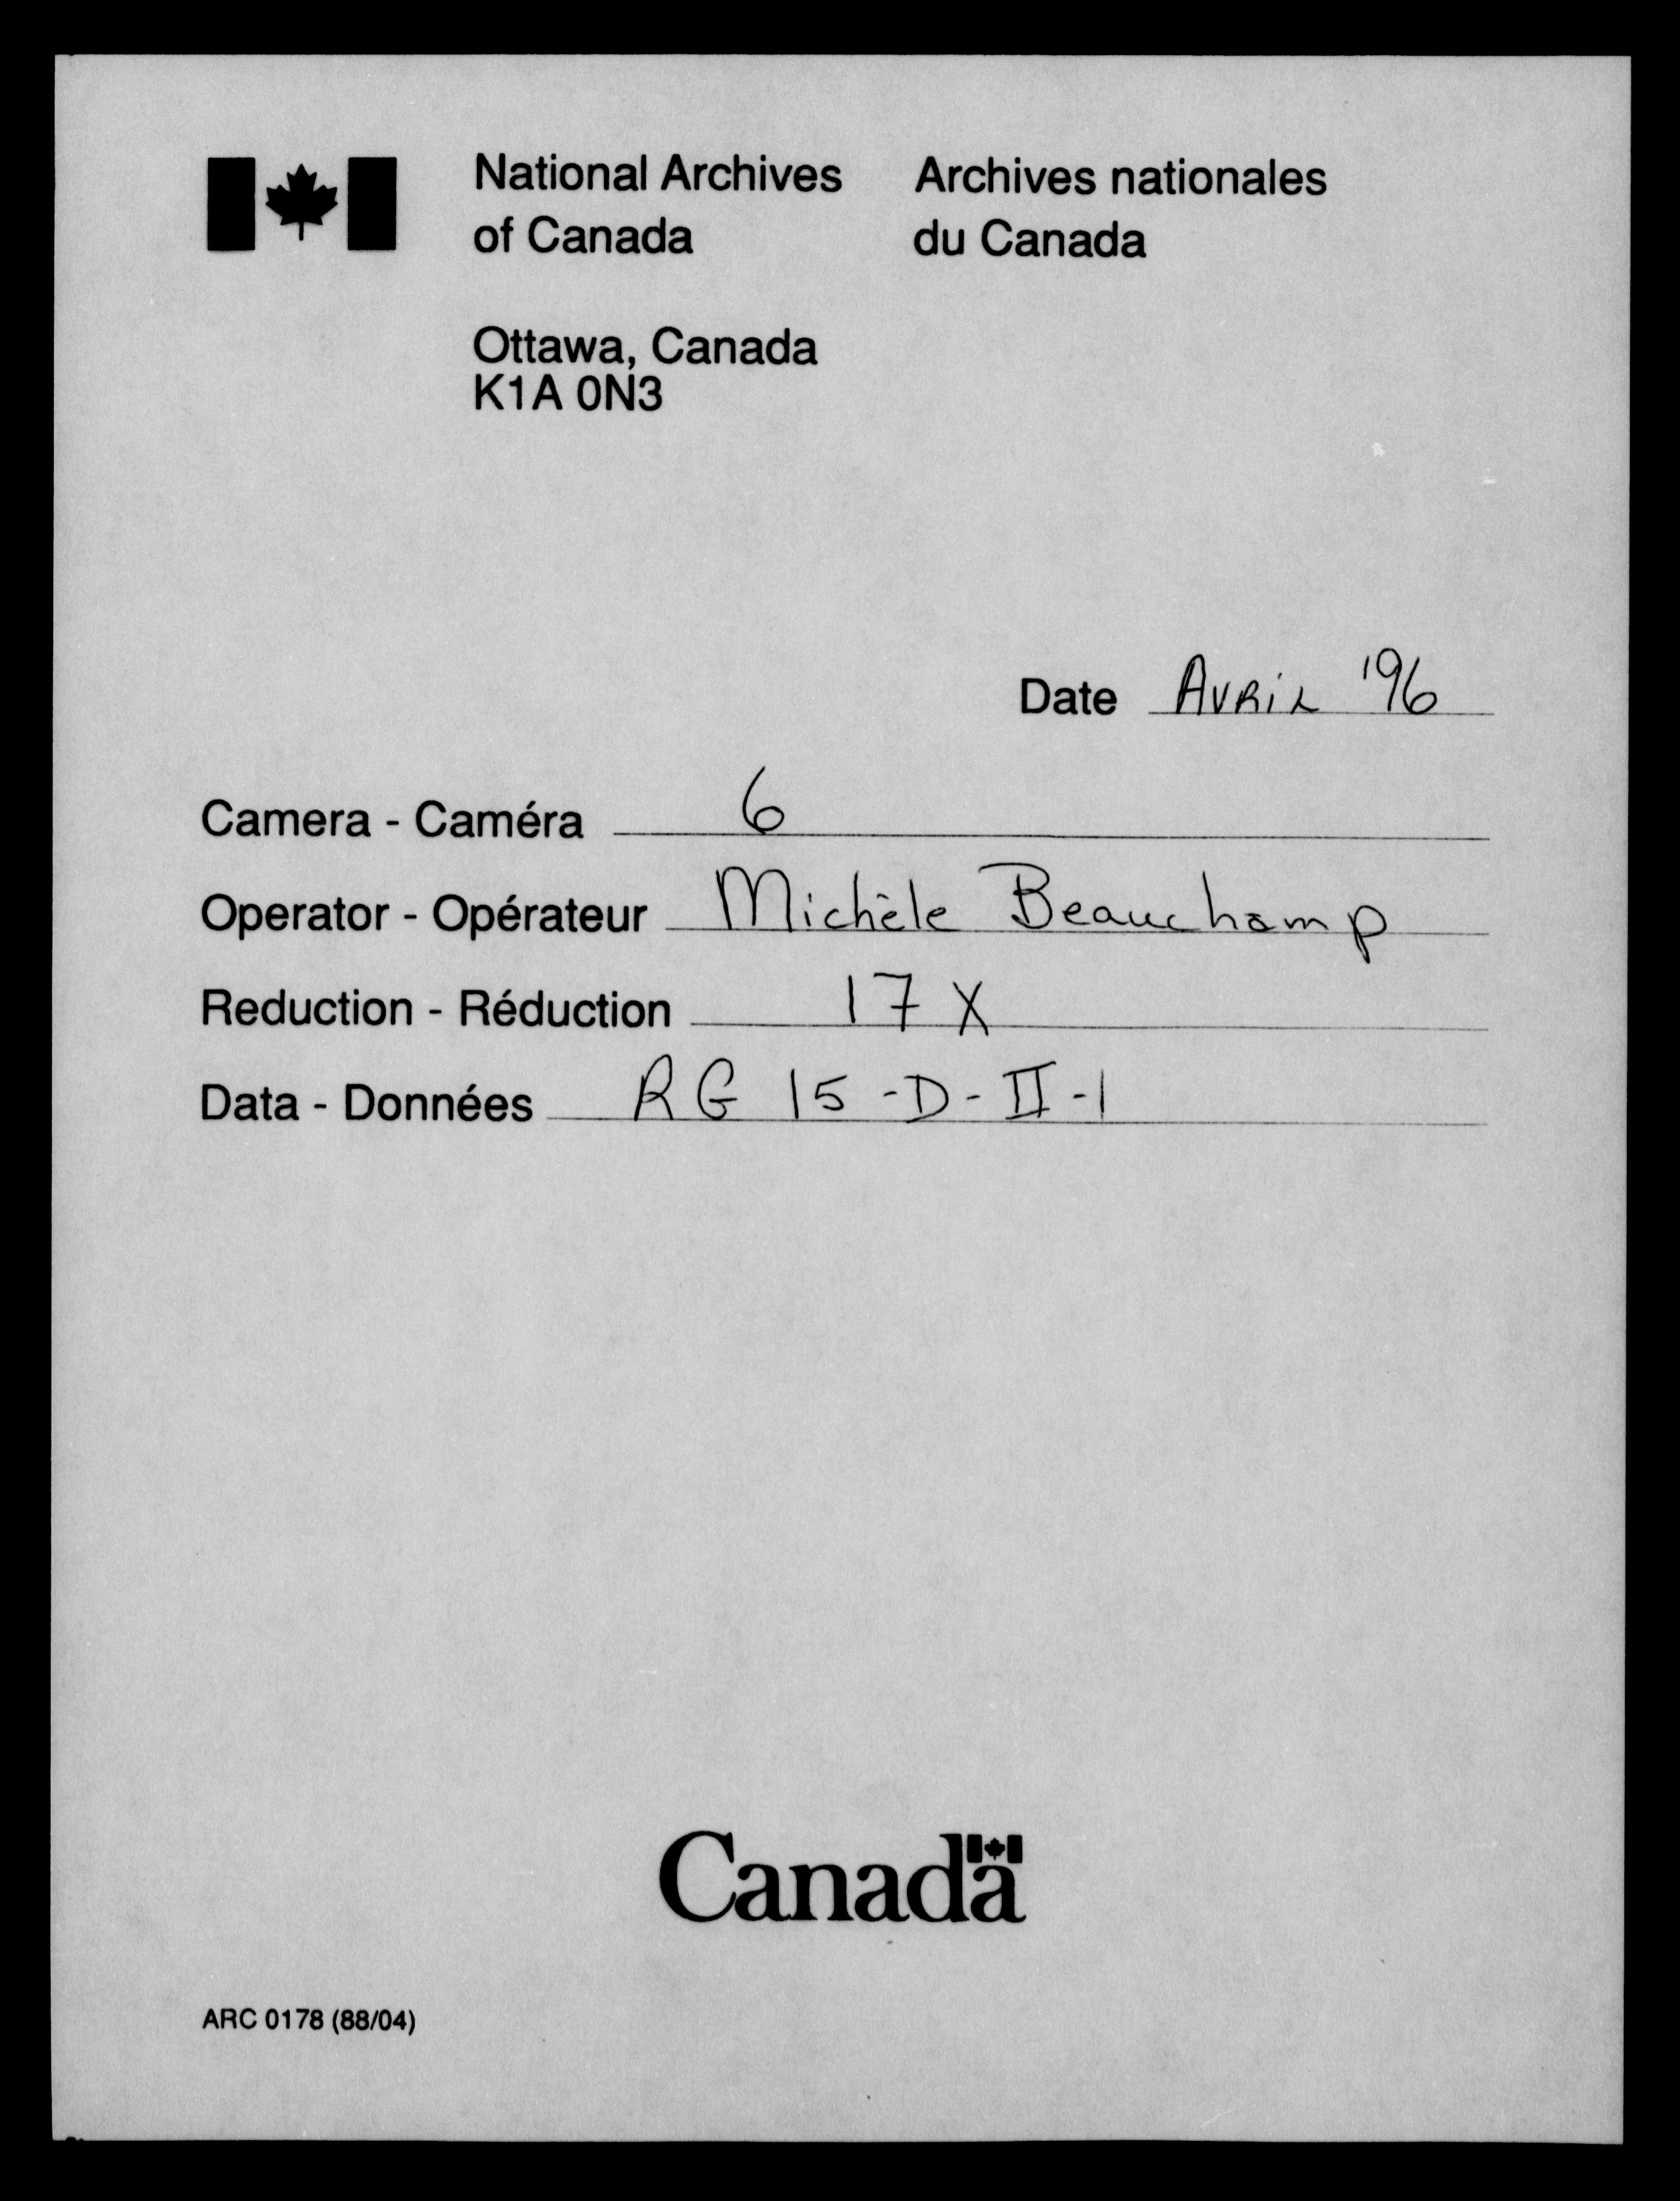 National Archives of Canada
Archives nationales du Canada
Ottawa, Canada
K1A 0N3
Date Avril '96
Camera - Caméra 6
Operator - Opérateur Michèle Beauchamp
Reduction - Réduction 17 X
Data - Données RG 15 - D - II - 1
Canada
ARC 0178 (88/04)